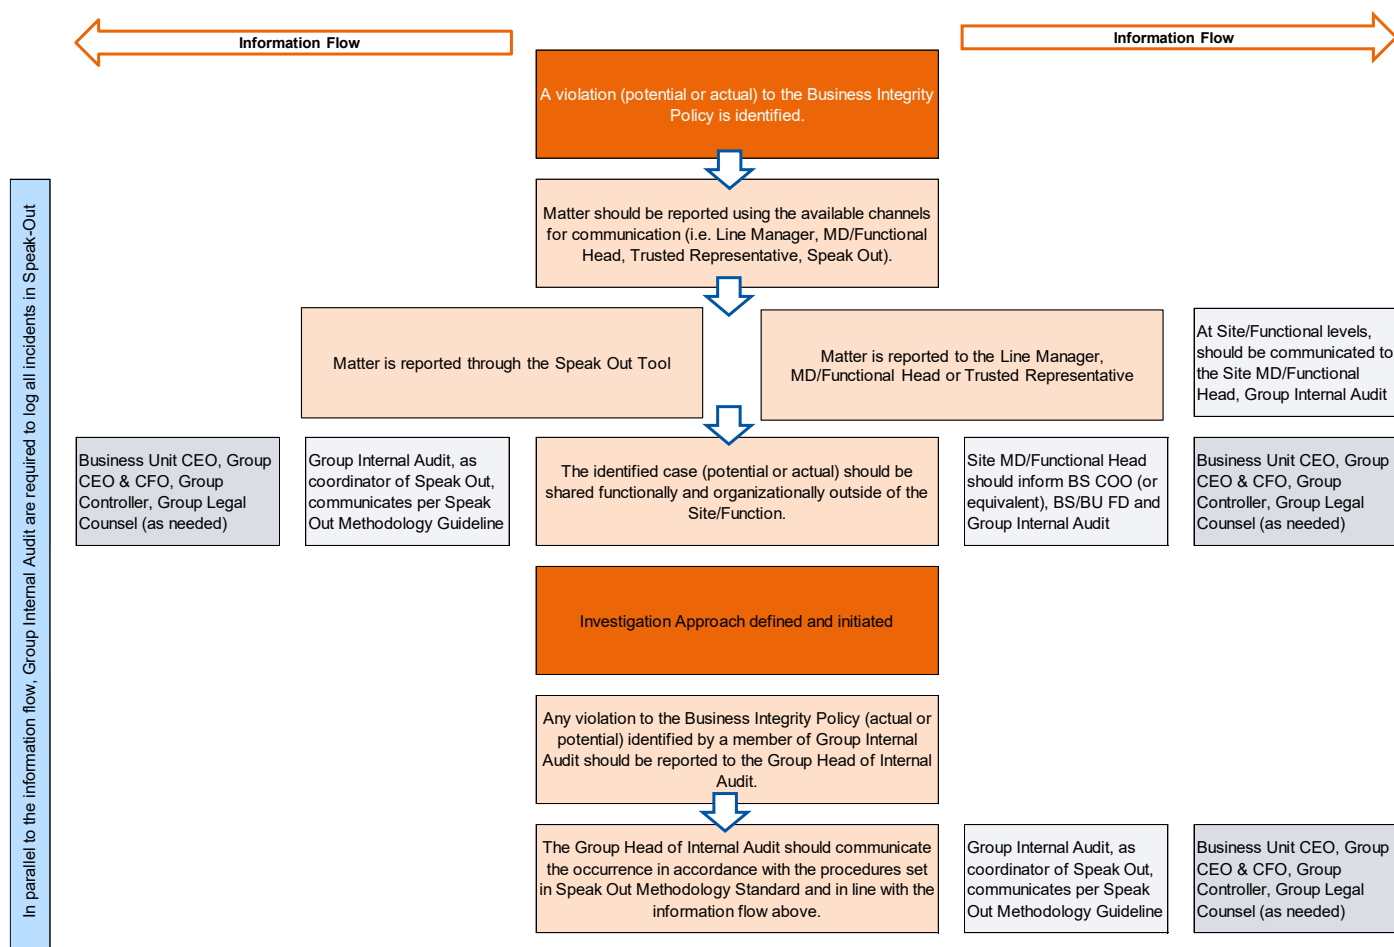 Information Flow
Information Flow
A violation (potential or actual) to the Business Integrity
Policy is identified.
In parallel to the information flow, Group Internal Audit are required to log all incidents in Speak-Out
Matter should be reported using the available channels
for communication (i.e. Line Manager, MD/Functional
Head, Trusted Representative, Speak Out).
Matter is reported through the Speak Out Tool
Matter is reported to the Line Manager,
MD/Functional Head or Trusted Representative
At Site/Functional levels,
should be communicated to
the Site MD/Functional
Head, Group Internal Audit
Business Unit CEO, Group
CEO & CFO, Group
Controller, Group Legal
Counsel (as needed)
Group Internal Audit, as
coordinator of Speak Out,
communicates per Speak
Out Methodology Guideline
The identified case (potential or actual) should be
shared functionally and organizationally outside of the
Site/Function.
Site MD/Functional Head
should inform BS COO (or
equivalent), BS/BU FD and
Group Internal Audit
Business Unit CEO, Group
CEO & CFO, Group
Controller, Group Legal
Counsel (as needed)
Investigation Approach defined and initiated
Any violation to the Business Integrity Policy (actual or
potential) identified by a member of Group Internal
Audit should be reported to the Group Head of Internal
Audit.
The Group Head of Internal Audit should communicate
the occurrence in accordance with the procedures set
in Speak Out Methodology Standard and in line with the
information flow above.
Group Internal Audit, as
coordinator of Speak Out,
communicates per Speak
Out Methodology Guideline
Business Unit CEO, Group
CEO & CFO, Group
Controller, Group Legal
Counsel (as needed)